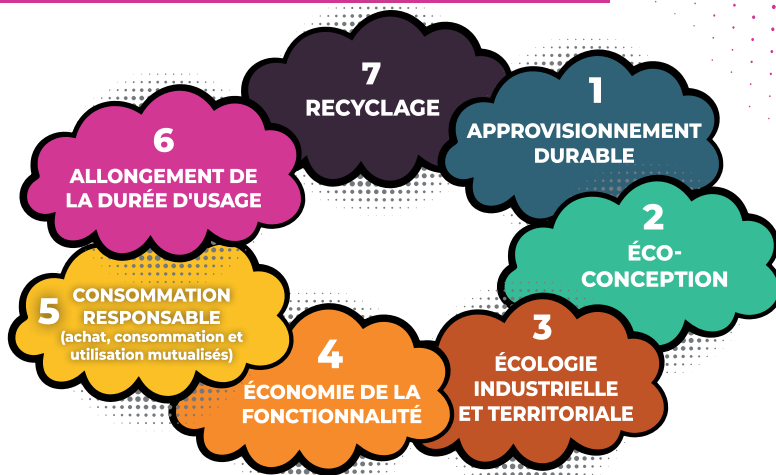 7
RECYCLAGE
1
APPROVISIONNEMENT
DURABLE
2
ÉCO-
CONCEPTION
3
ÉCOLOGIE
INDUSTRIELLE
ET TERRITORIALE
4
ÉCONOMIE DE LA
FONCTIONNALITÉ
5
CONSOMMATION
RESPONSABLE
(achat, consommation et
utilisation mutualisés)
6
ALLONGEMENT DE
LA DURÉE D'USAGE